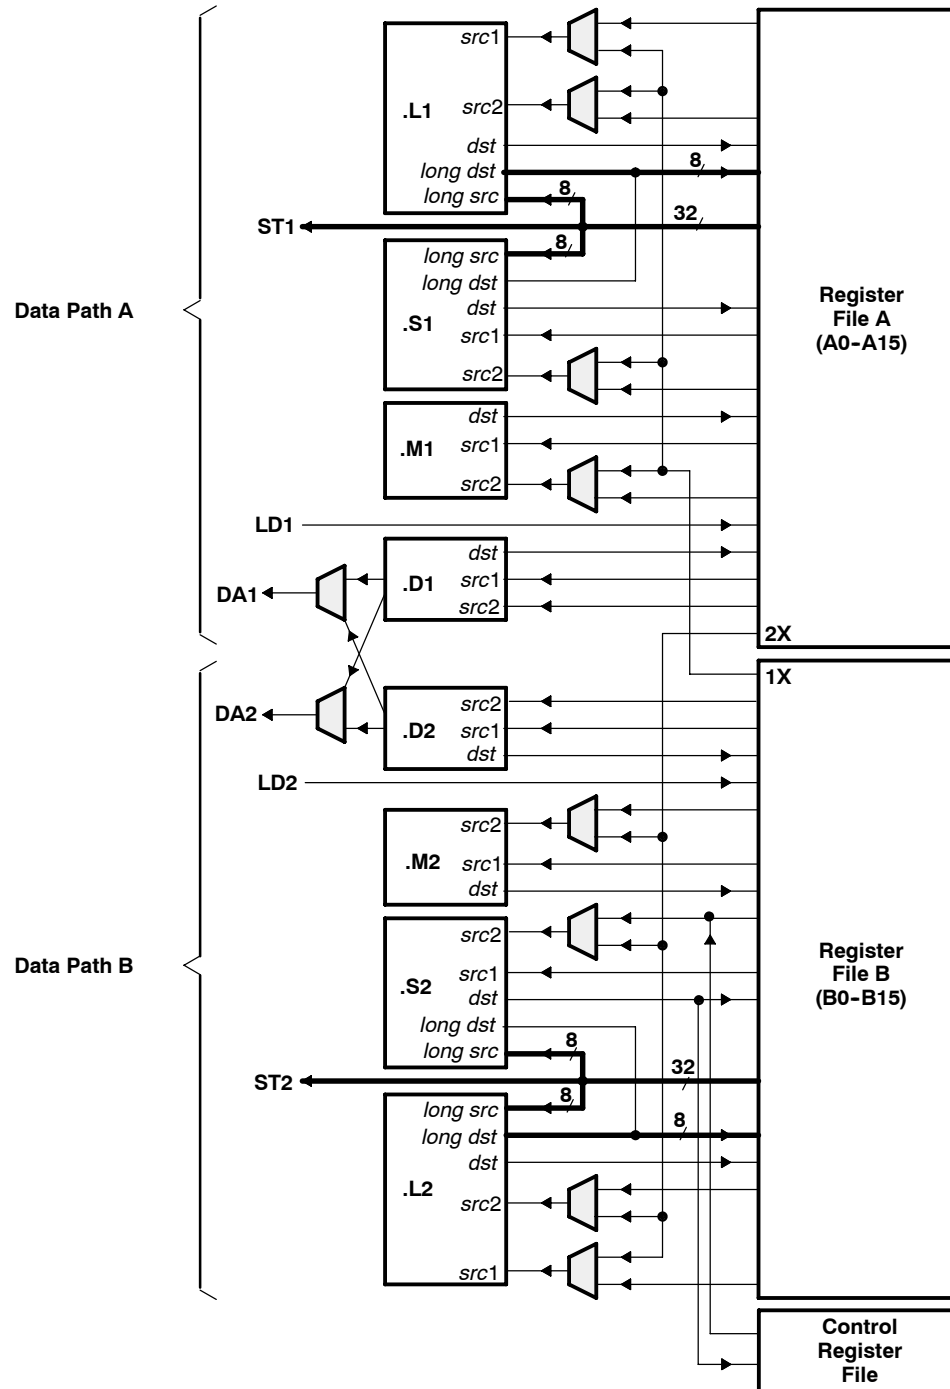 src1
.L1
src2
dst
8
long dst
8
long src
ST1
32
8
long src
long dst
Data Path A
dst
.S1
src1
src2
Register
File A
(A0-A15)
dst
.M1
src1
src2
LD1
dst
.D1
src1
DA1
src2
2X
1X
src2
DA2
.D2
src1
dst
LD2
src2
.M2
src1
dst
src2
Data Path B
src1
.S2
dst
long dst
8
long src
Register
File B
(B0-B15)
ST2
32
8
long src
8
long dst
dst
.L2
src2
src1
Control
Register
File